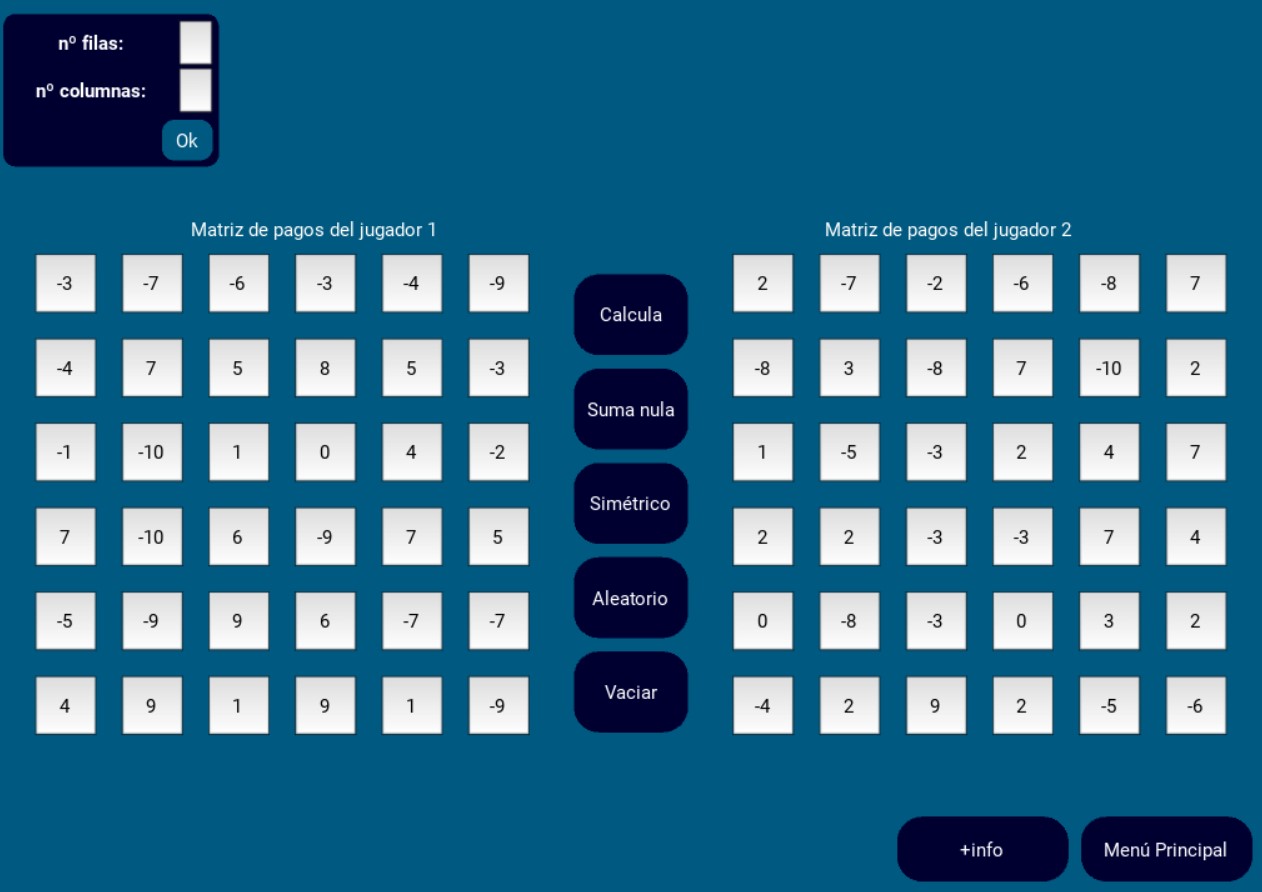 nº filas:
nº columnas:
Ok
Matriz de pagos del jugador 1
Matriz de pagos del jugador 2
-3 -7 -6 -3 -4 -9
-4 7 5 8 5 -3
-1 -10 1 0 4 -2
7 -10 6 -9 7 5
-5 -9 9 6 -7 -7
4 9 1 9 1 -9
Calcula
Suma nula
Simétrico
Aleatorio
Vaciar
2 -7 -2 -6 -8 7
-8 3 -8 7 -10 2
1 -5 -3 2 4 7
2 2 -3 -3 7 4
0 -8 -3 0 3 2
-4 2 9 2 -5 -6
+info
Menú Principal